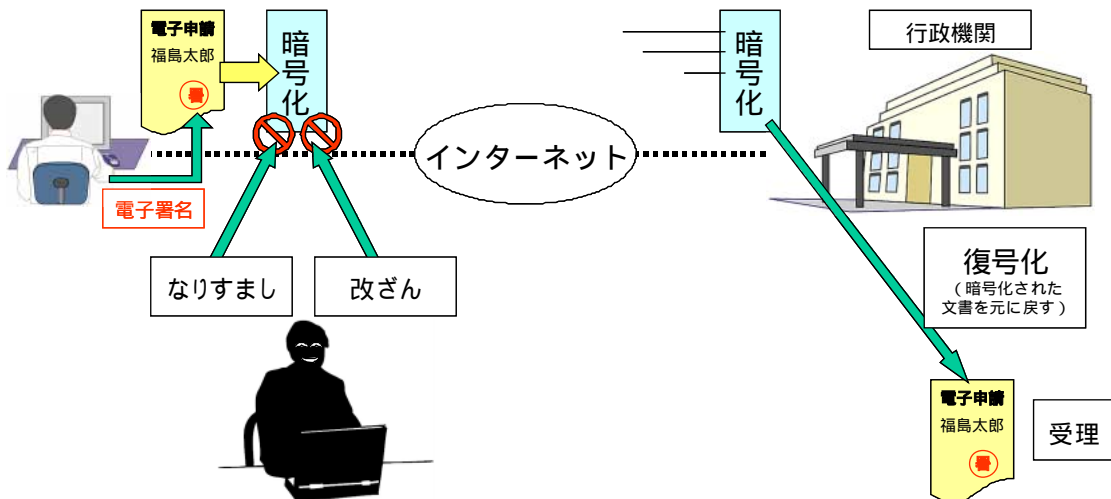 電子申請
福島太郎
署
暗号化
電子署名
なりすまし
改ざん
インターネット
暗号化
行政機関
復号化
（暗号化された
文書を元に戻す）
電子申請
福島太郎
署
受理